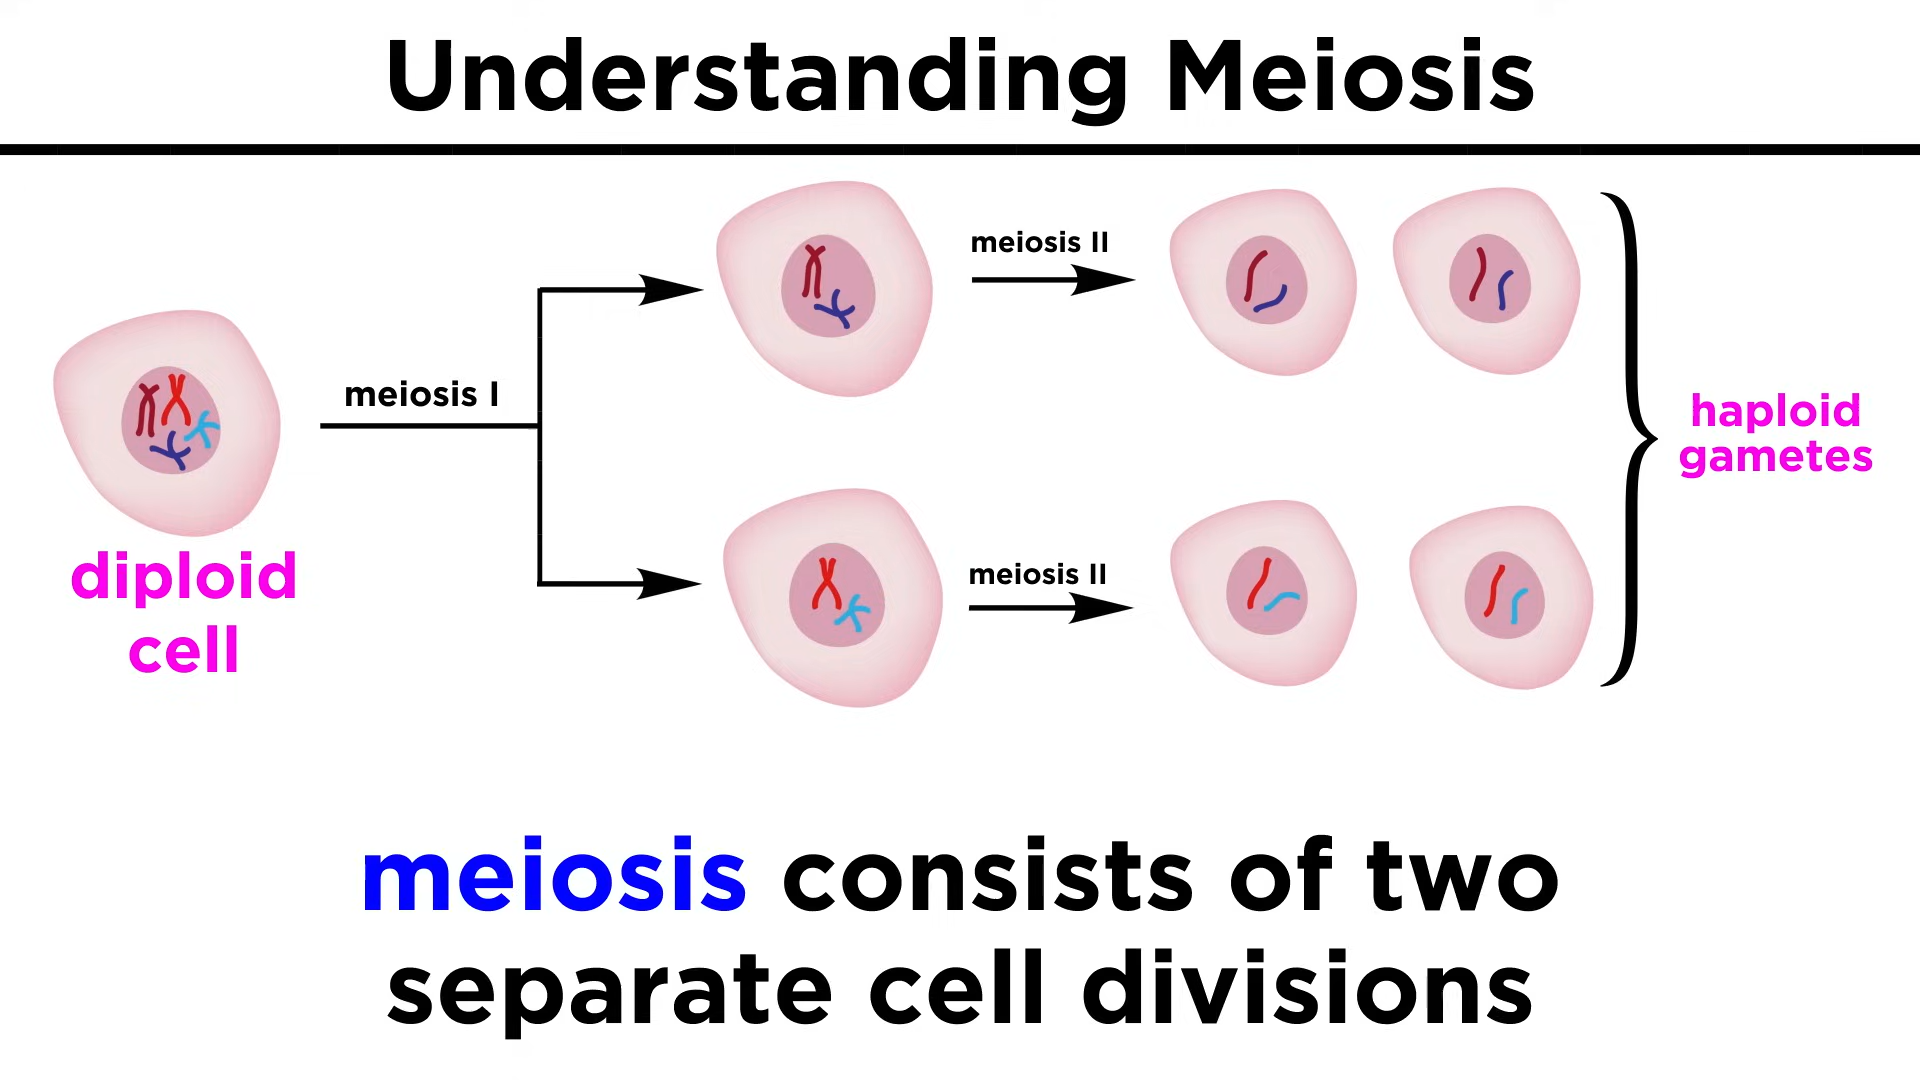 Understanding Meiosis
meiosis I
meiosis II
meiosis II
diploid
cell
haploid
gametes
meiosis consists of two
separate cell divisions